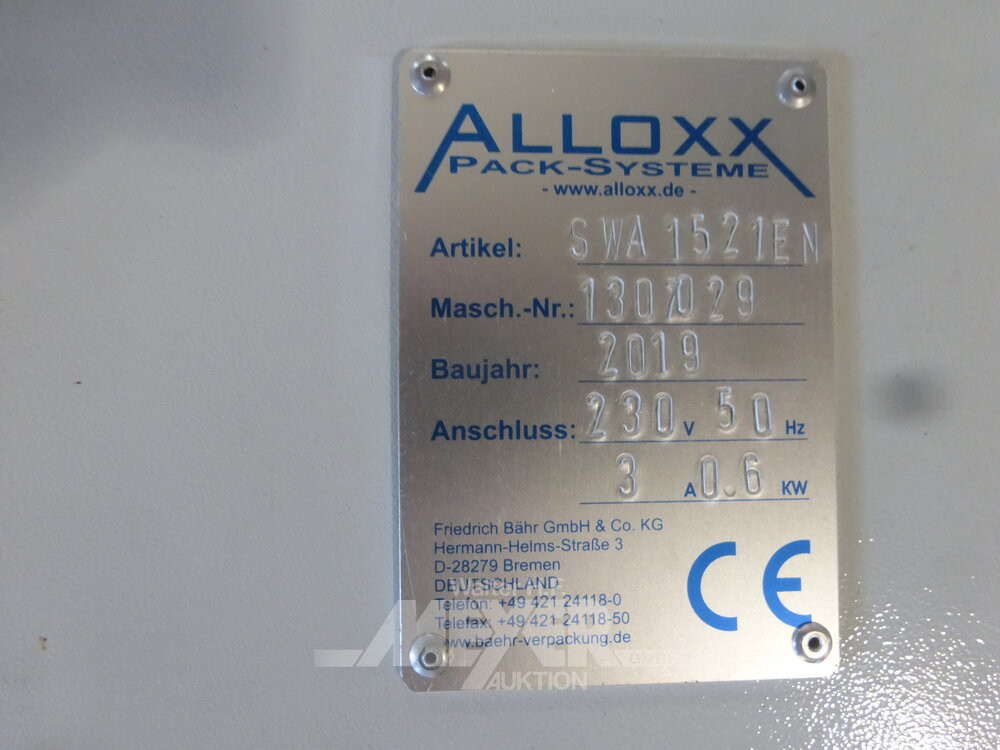 ALLOXX
PACK-SYSTEME
- www.alloxx.de -
Artikel: SWA 1521EN
Masch.-Nr.:
Baujahr: 2019
Anschluss: 230 V 50 Hz
3 A 0.6 KW
Friedrich Bähr GmbH & Co. KG
Hermann-Helms-Straße 3
D-28279 Bremen
DEUTSCHLAND
Telefon: +49 421 24118-0
Telefax: +49 421 24118-50
www.baehr-verpackung.de
CE
MEYER
AUKTION